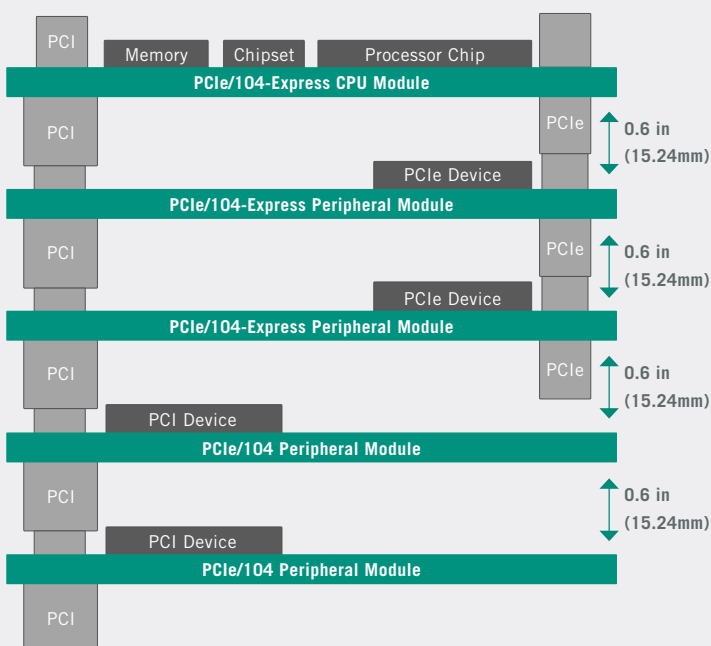 PCI
Memory
Chipset
Processor Chip
PCIe/104-Express CPU Module
PCI
PCIe
0.6 in
(15.24mm)
PCIe Device
PCIe/104-Express Peripheral Module
PCI
PCIe
0.6 in
(15.24mm)
PCIe Device
PCIe/104-Express Peripheral Module
PCI
PCIe
0.6 in
(15.24mm)
PCI Device
PCIe/104 Peripheral Module
PCI
0.6 in
(15.24mm)
PCI Device
PCIe/104 Peripheral Module
PCI